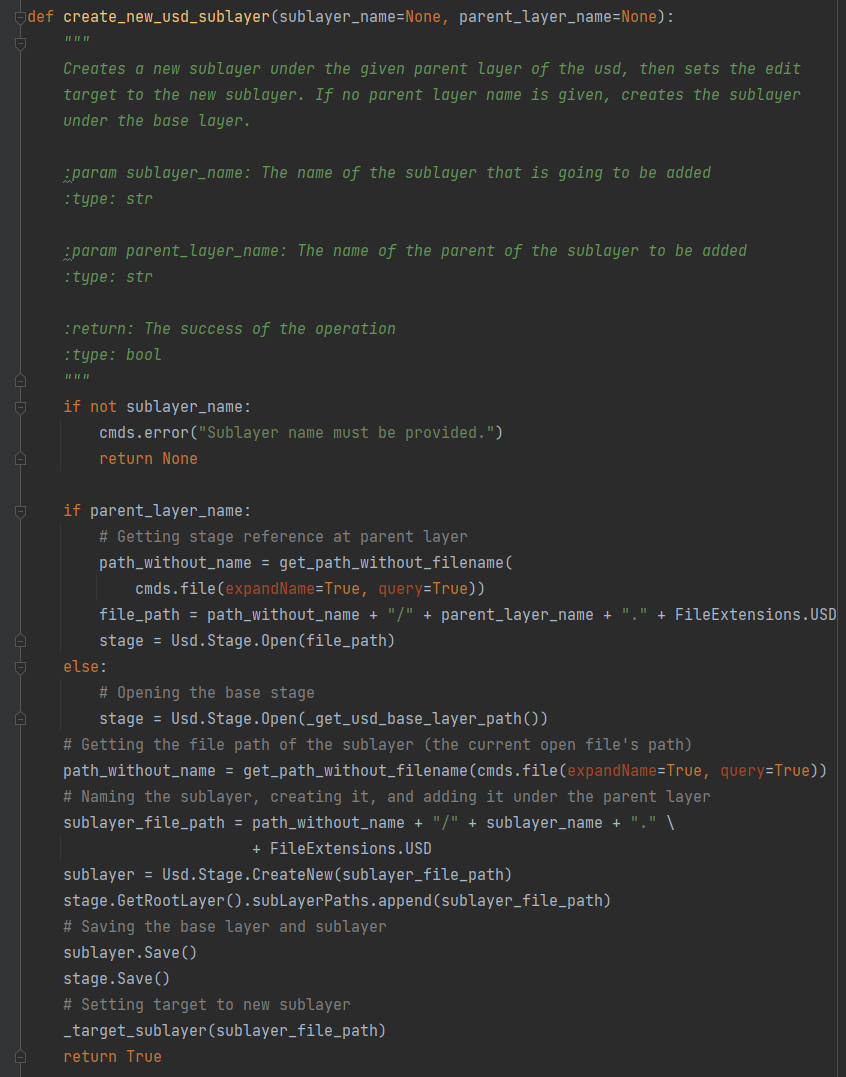 def create_new_usd_sublayer(sublayer_name=None, parent_layer_name=None):
    """
    Creates a new sublayer under the given parent layer of the usd, then sets the edit
    target to the new sublayer. If no parent layer name is given, creates the sublayer
    under the base layer.

    :param sublayer_name: The name of the sublayer that is going to be added
    :type: str

    :param parent_layer_name: The name of the parent of the sublayer to be added
    :type: str

    :return: The success of the operation
    :type: bool
    """
    if not sublayer_name:
        cmds.error("Sublayer name must be provided.")
        return None

    if parent_layer_name:
        # Getting stage reference at parent layer
        path_without_name = get_path_without_filename(
            cmds.file(expandName=True, query=True))
        file_path = path_without_name + "/" + parent_layer_name + "." + FileExtensions.USD
        stage = Usd.Stage.Open(file_path)
    else:
        # Opening the base stage
        stage = Usd.Stage.Open(_get_usd_base_layer_path())
    # Getting the file path of the sublayer (the current open file's path)
    path_without_name = get_path_without_filename(cmds.file(expandName=True, query=True))
    # Naming the sublayer, creating it, and adding it under the parent layer
    sublayer_file_path = path_without_name + "/" + sublayer_name + "." \
                         + FileExtensions.USD
    sublayer = Usd.Stage.CreateNew(sublayer_file_path)
    stage.GetRootLayer().subLayerPaths.append(sublayer_file_path)
    # Saving the base layer and sublayer
    sublayer.Save()
    stage.Save()
    # Setting target to new sublayer
    _target_sublayer(sublayer_file_path)
    return True